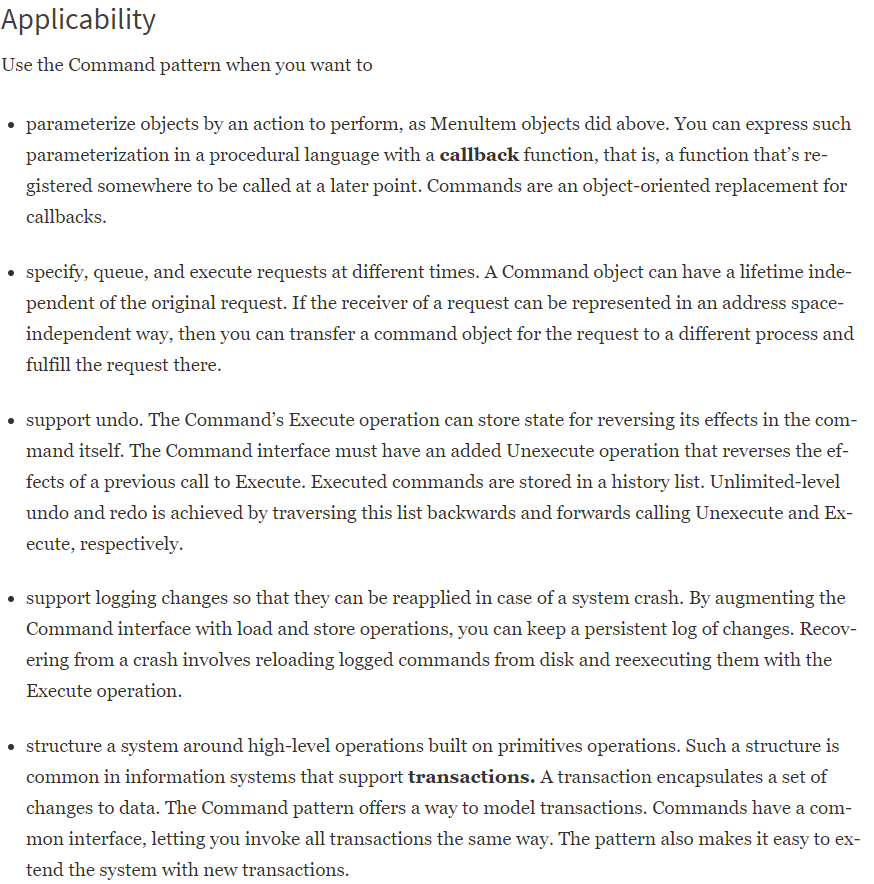 Applicability
Use the Command pattern when you want to
• parameterize objects by an action to perform, as MenuItem objects did above. You can express such
parameterization in a procedural language with a callback function, that is, a function that’s re-
gistered somewhere to be called at a later point. Commands are an object-oriented replacement for
callbacks.
• specify, queue, and execute requests at different times. A Command object can have a lifetime inde-
pendent of the original request. If the receiver of a request can be represented in an address space-
independent way, then you can transfer a command object for the request to a different process and
fulfill the request there.
• support undo. The Command’s Execute operation can store state for reversing its effects in the com-
mand itself. The Command interface must have an added Unexecute operation that reverses the ef-
fects of a previous call to Execute. Executed commands are stored in a history list. Unlimited-level
undo and redo is achieved by traversing this list backwards and forwards calling Unexecute and Ex-
ecute, respectively.
• support logging changes so that they can be reapplied in case of a system crash. By augmenting the
Command interface with load and store operations, you can keep a persistent log of changes. Recov-
ering from a crash involves reloading logged commands from disk and reexecuting them with the
Execute operation.
• structure a system around high-level operations built on primitives operations. Such a structure is
common in information systems that support transactions. A transaction encapsulates a set of
changes to data. The Command pattern offers a way to model transactions. Commands have a com-
mon interface, letting you invoke all transactions the same way. The pattern also makes it easy to ex-
tend the system with new transactions.